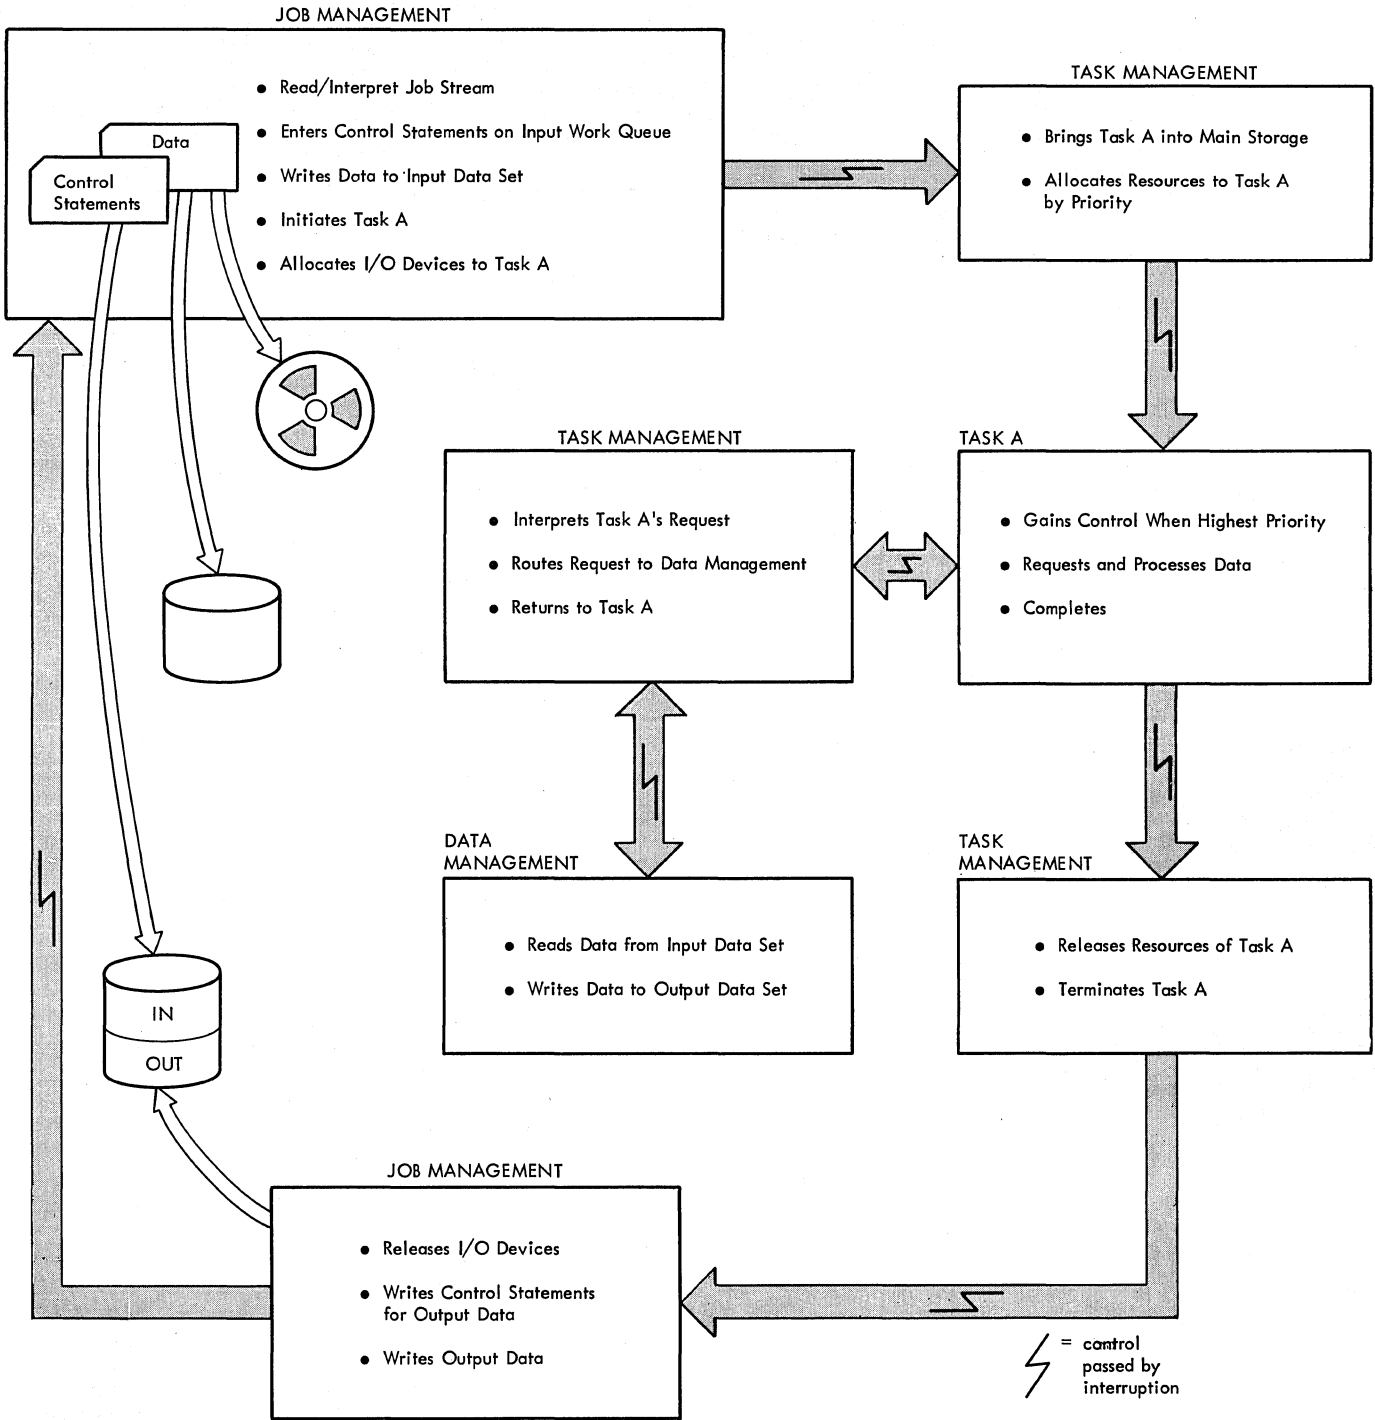 JOB MANAGEMENT
• Read/Interpret Job Stream
• Enters Control Statements on Input Work Queue
• Writes Data to Input Data Set
• Initiates Task A
• Allocates I/O Devices to Task A
Data
Control
Statements
TASK MANAGEMENT
• Brings Task A into Main Storage
• Allocates Resources to Task A
by Priority
TASK MANAGEMENT
• Interprets Task A's Request
• Routes Request to Data Management
• Returns to Task A
TASK A
• Gains Control When Highest Priority
• Requests and Processes Data
• Completes
DATA
MANAGEMENT
• Reads Data from Input Data Set
• Writes Data to Output Data Set
TASK
MANAGEMENT
• Releases Resources of Task A
• Terminates Task A
IN
OUT
JOB MANAGEMENT
• Releases I/O Devices
• Writes Control Statements
for Output Data
• Writes Output Data
= control
passed by
interruption